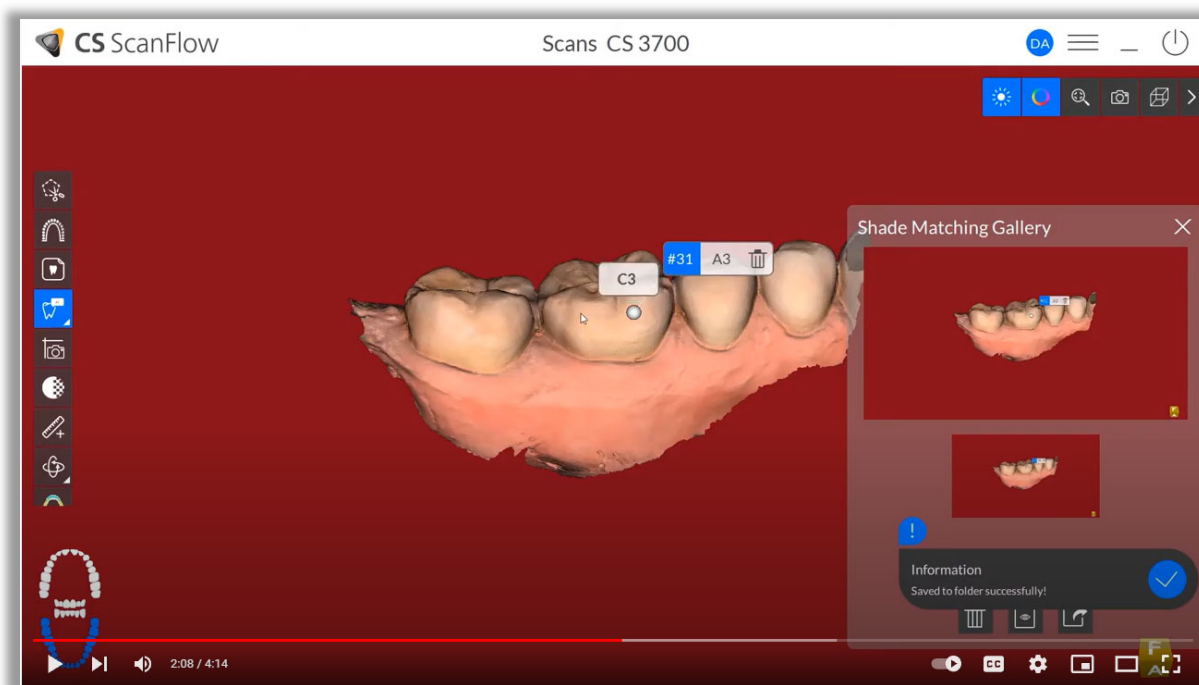 CS ScanFlow
Scans CS 3700
DA
Shade Matching Gallery
#31 A3
C3
!
Information
Saved to folder successfully!
2:08 / 4:14
CC
F
A